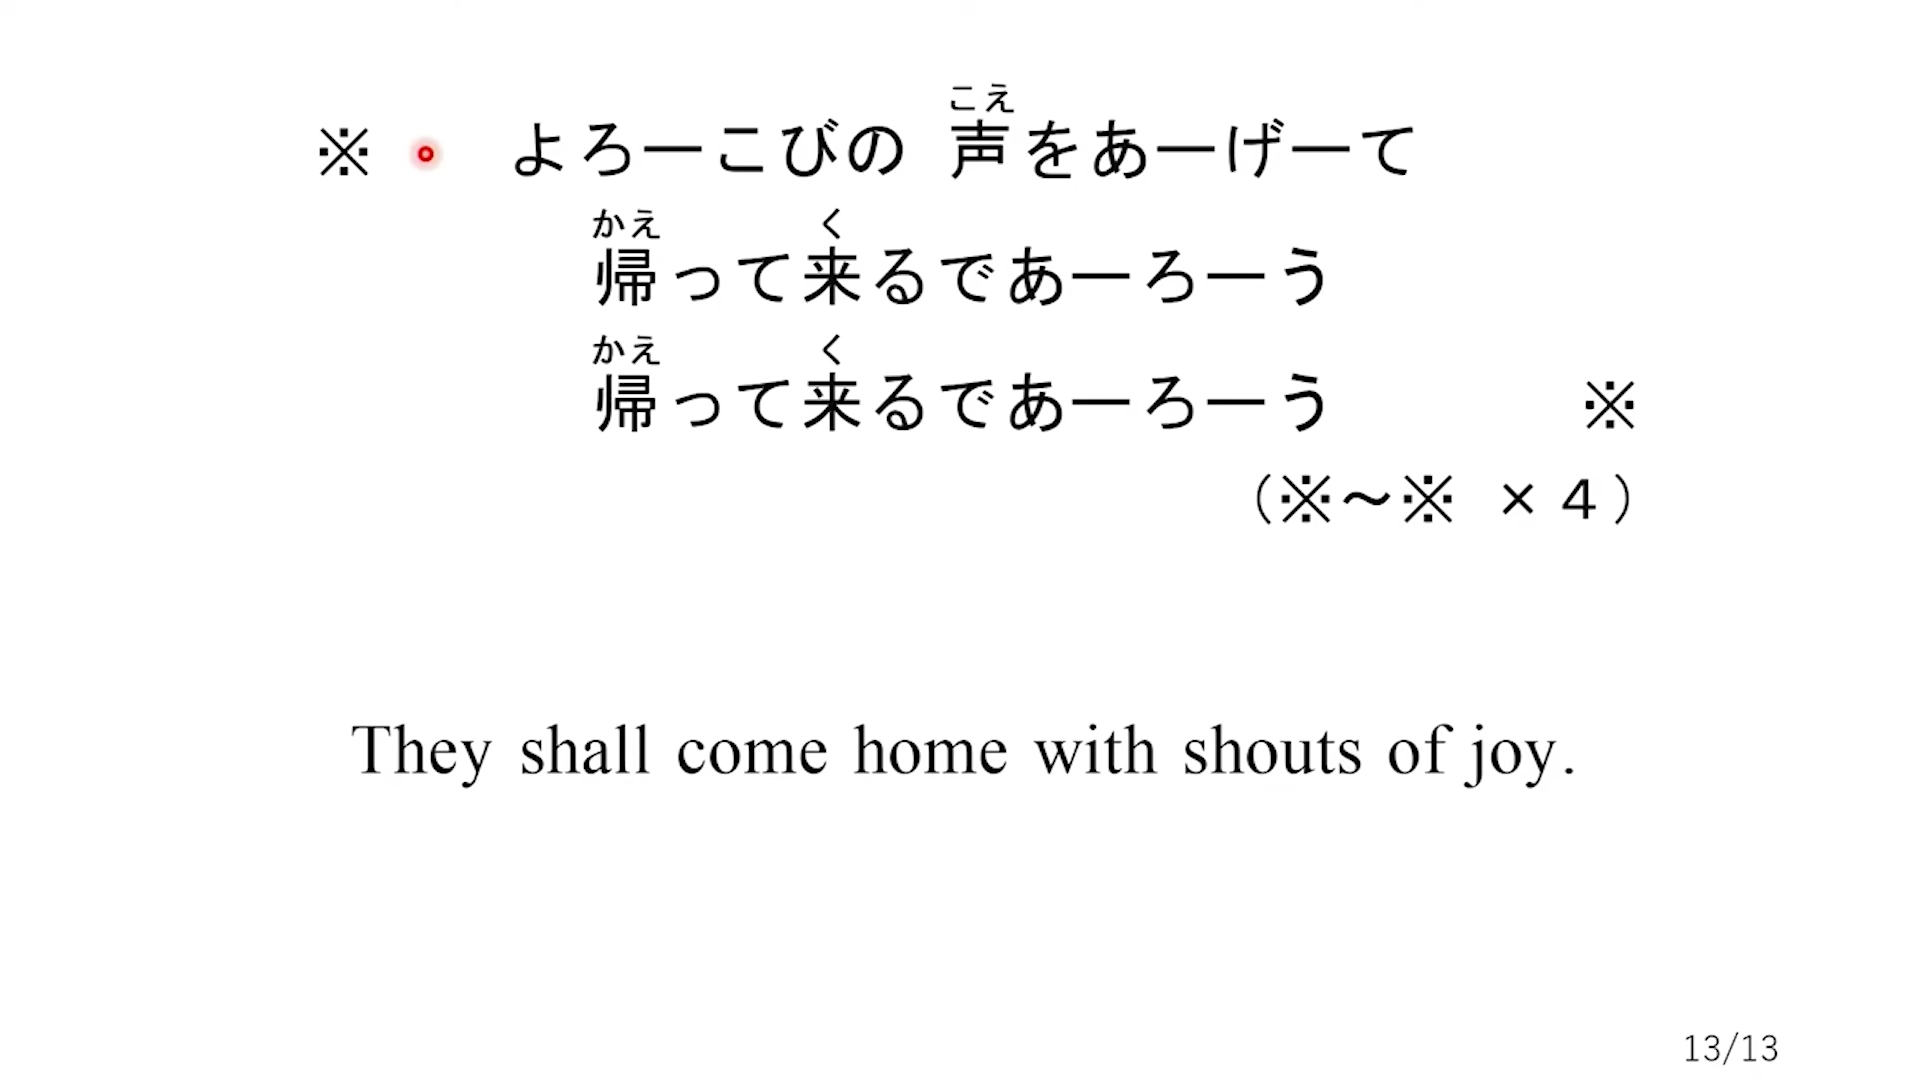 こえ
※ よろーこびの 声をあーげーて
かえ く
帰って来るであーろーう
かえ く
帰って来るであーろーう ※
（※～※ ×４）
They shall come home with shouts of joy.
13/13